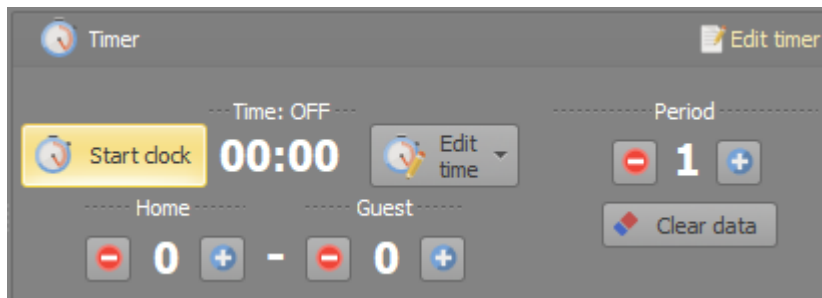 Timer
Edit timer
Time: OFF
Period
Start clock
00:00
Edit
time
1
Home
Guest
Clear data
0 - 0